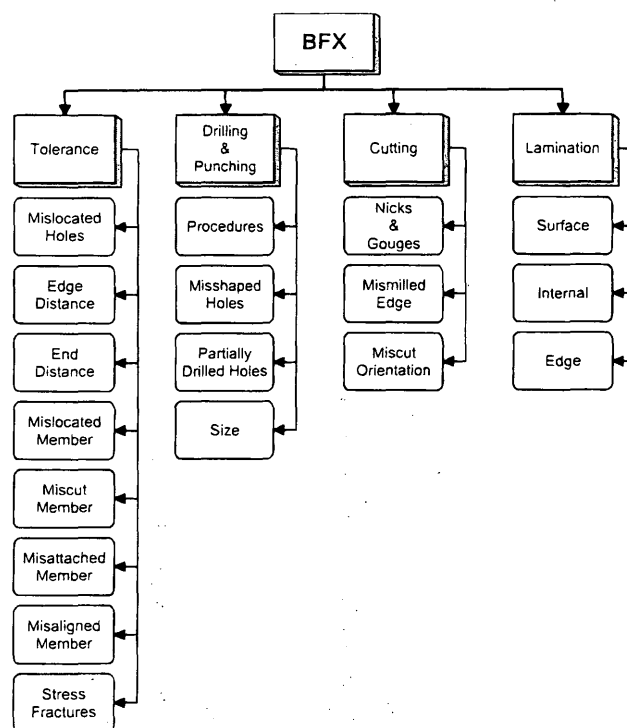 BFX
Tolerance
Mislocated
Holes
Edge
Distance
End
Distance
Mislocated
Member
Miscut
Member
Misattached
Member
Misaligned
Member
Stress
Fractures
Drilling
&
Punching
Procedures
Misshaped
Holes
Partially
Drilled Holes
Size
Cutting
Nicks
&
Gouges
Mismilled
Edge
Miscut
Orientation
Lamination
Surface
Internal
Edge